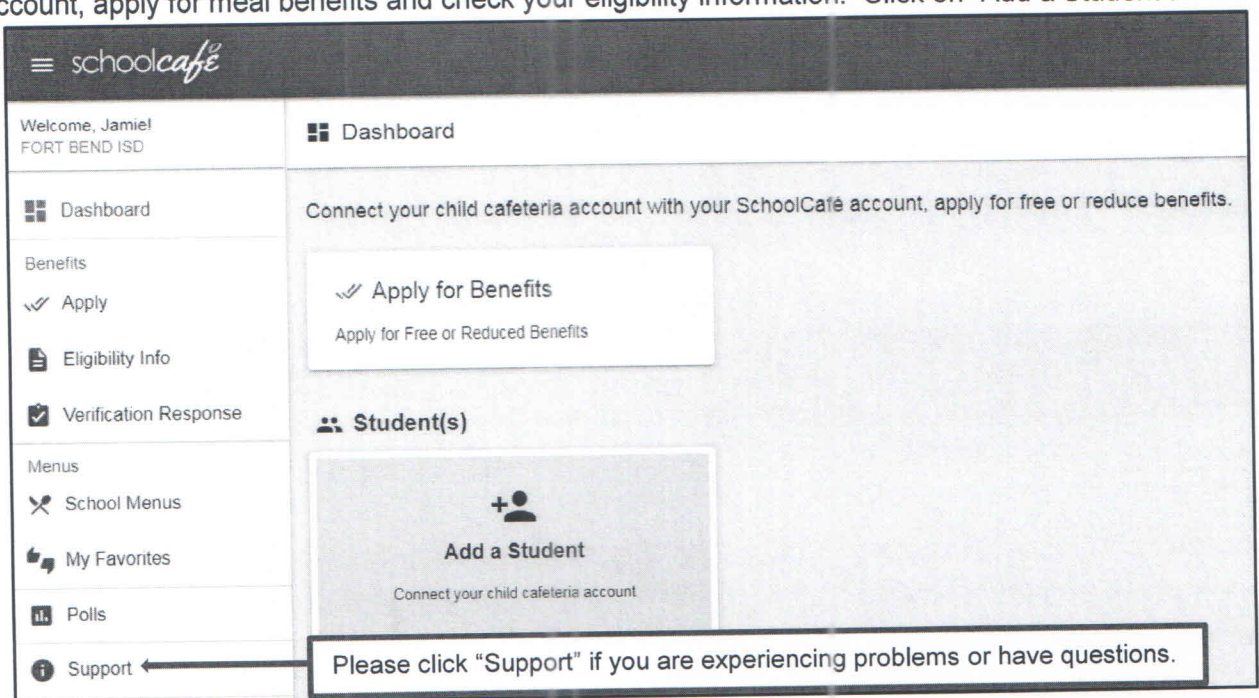 ccount, apply for meal benefits and check your eligibility information. Click on "Add a Student".
≡ schoolcafé
Welcome, Jamie!
FORT BEND ISD
Dashboard
Benefits
Apply
Eligibility Info
Verification Response
Menus
School Menus
My Favorites
Polls
Support
Dashboard
Connect your child cafeteria account with your SchoolCafé account, apply for free or reduce benefits.
Apply for Benefits
Apply for Free or Reduced Benefits
Student(s)
Add a Student
Connect your child cafeteria account
Please click “Support” if you are experiencing problems or have questions.